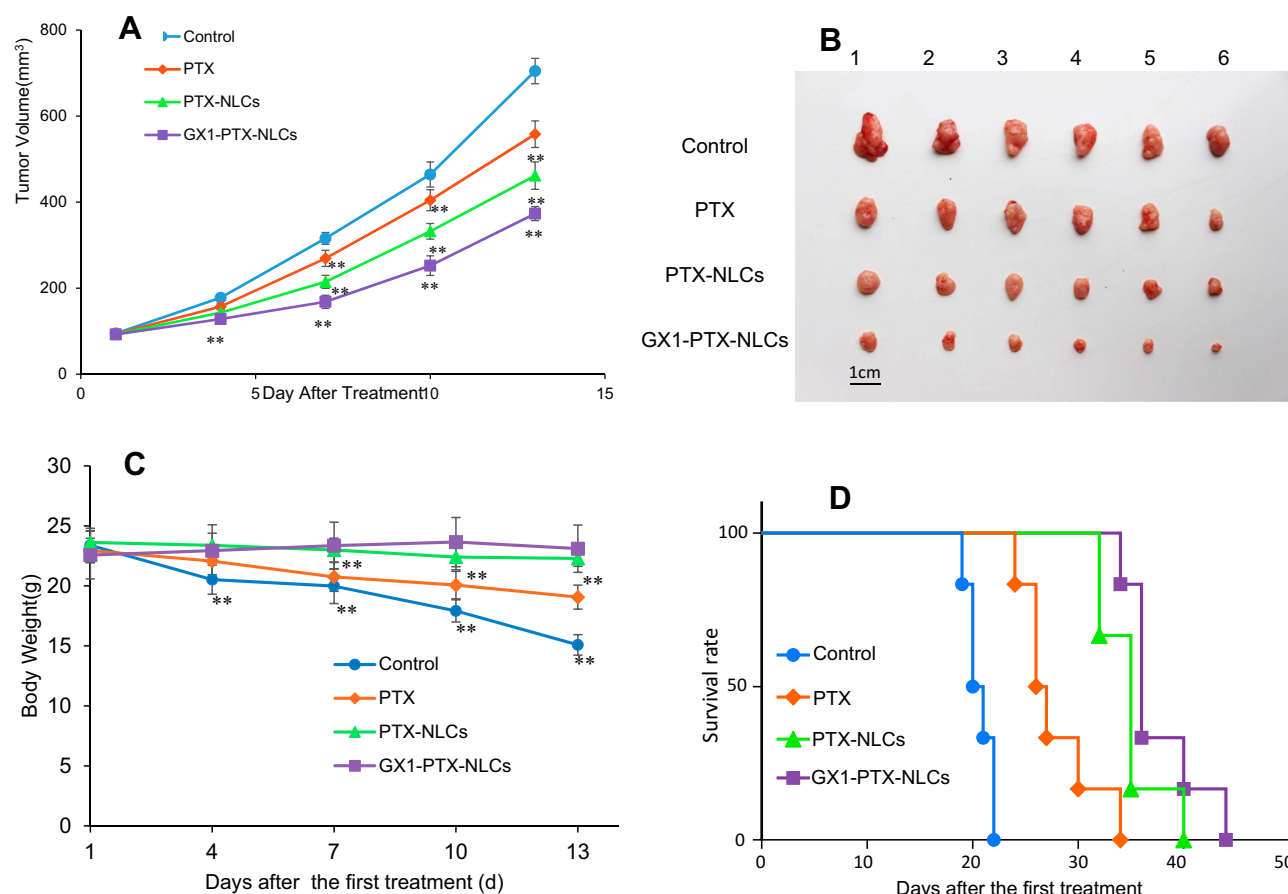 A
800
600
400
200
0
Tumor Volume(mm³)
Control
PTX
PTX-NLCs
GX1-PTX-NLCs
**
**
**
**
**
**
**
**
**
**
0
5
Day After Treatment
10
15
B
1 2 3 4 5 6
Control
PTX
PTX-NLCs
GX1-PTX-NLCs
1cm
C
30
25
20
15
10
5
0
Body Weight(g)
**
**
**
**
**
**
**
Control
PTX
PTX-NLCs
GX1-PTX-NLCs
1 4 7 10 13
Days after the first treatment (d)
D
100
50
0
Survival rate
Control
PTX
PTX-NLCs
GX1-PTX-NLCs
0 10 20 30 40 50
Days after the first treatment